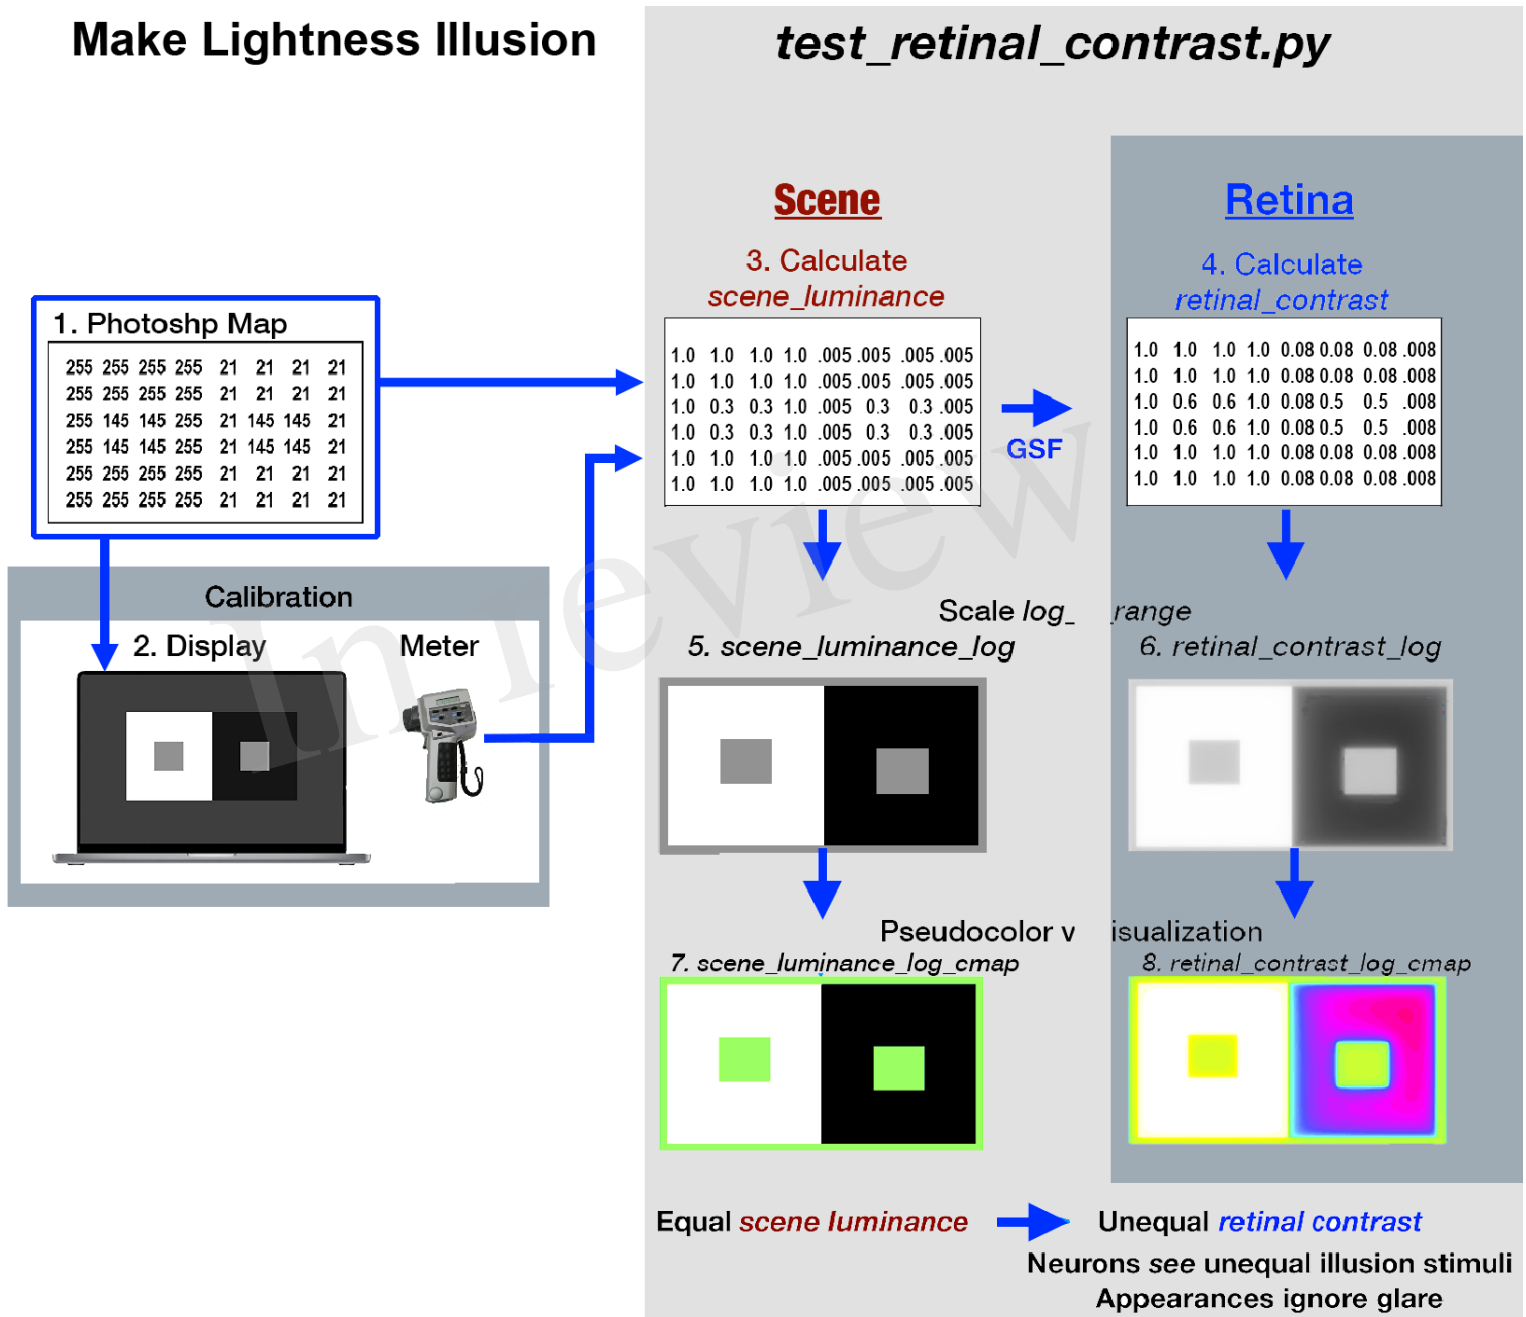 Make Lightness Illusion
test_retinal_contrast.py
Scene
Retina
3. Calculate
scene_luminance
4. Calculate
retinal_contrast
1. Photoshp Map
255 255 255 255 21 21 21 21
255 255 255 255 21 21 21 21
255 145 145 255 21 145 145 21
255 145 145 255 21 145 145 21
255 255 255 255 21 21 21 21
255 255 255 255 21 21 21 21
1.0 1.0 1.0 1.0 .005 .005 .005 .005
1.0 1.0 1.0 1.0 .005 .005 .005 .005
1.0 0.3 0.3 1.0 .005 0.3 0.3 .005
1.0 0.3 0.3 1.0 .005 0.3 0.3 .005
1.0 1.0 1.0 1.0 .005 .005 .005 .005
1.0 1.0 1.0 1.0 .005 .005 .005 .005
GSF
1.0 1.0 1.0 1.0 0.08 0.08 0.08 .008
1.0 1.0 1.0 1.0 0.08 0.08 0.08 .008
1.0 0.6 0.6 1.0 0.08 0.5 0.5 .008
1.0 0.6 0.6 1.0 0.08 0.5 0.5 .008
1.0 1.0 1.0 1.0 0.08 0.08 0.08 .008
1.0 1.0 1.0 1.0 0.08 0.08 0.08 .008
Calibration
2. Display
Meter
Scale log_ _range
5. scene_luminance_log
6. retinal_contrast_log
Pseudocolor v isualization
7. scene_luminance_log_cmap
8. retinal_contrast_log_cmap
Equal scene luminance
Unequal retinal contrast
Neurons see unequal illusion stimuli
Appearances ignore glare
In review